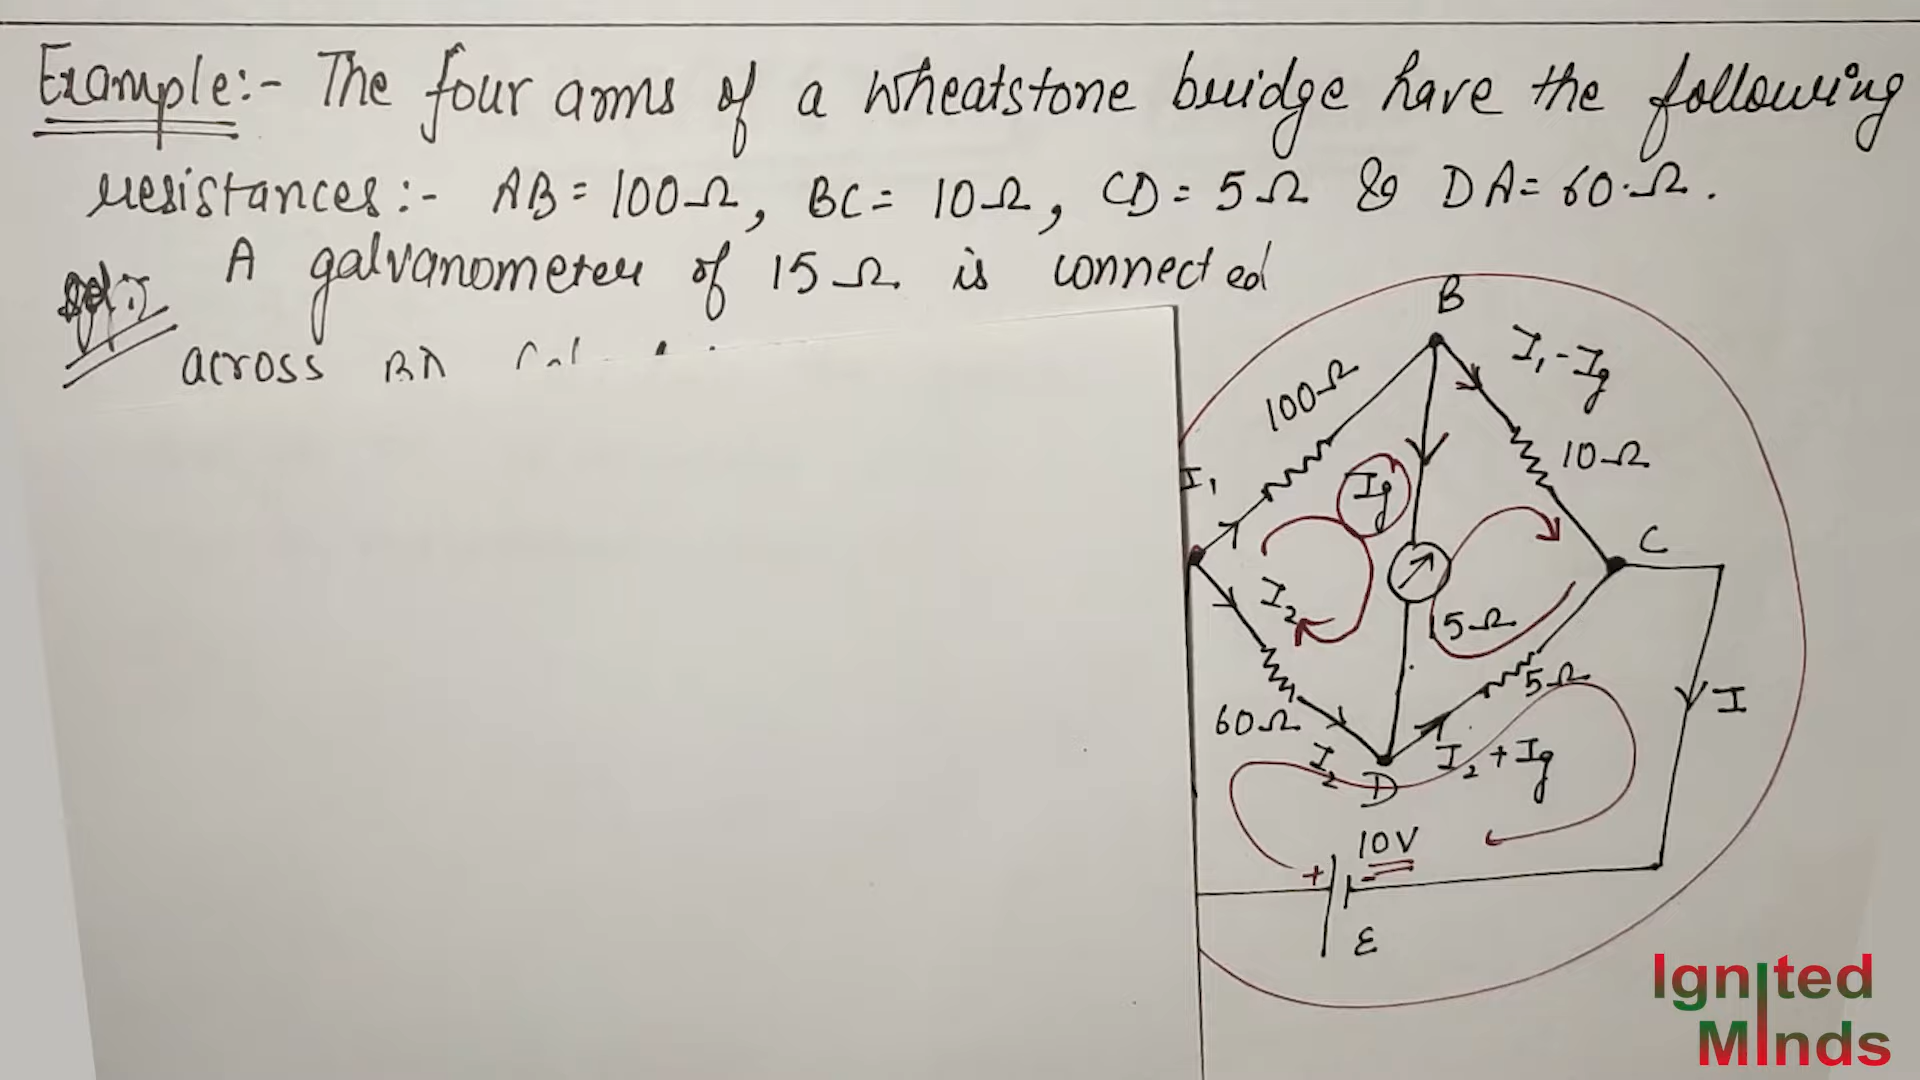 Example:- The four arms of a wheatstone bridge have the following
resistances:- AB = 100Ω, BC = 10Ω, CD = 5Ω & DA = 60Ω.
A galvanometer of 15Ω is connected
across BD
B
I₁ - Ig
100Ω
10Ω
I₁
Ig
C
I₂
15Ω
5Ω
I
60Ω
I₂
I₂ + Ig
D
10V
+ -
ε
Ignited
Minds